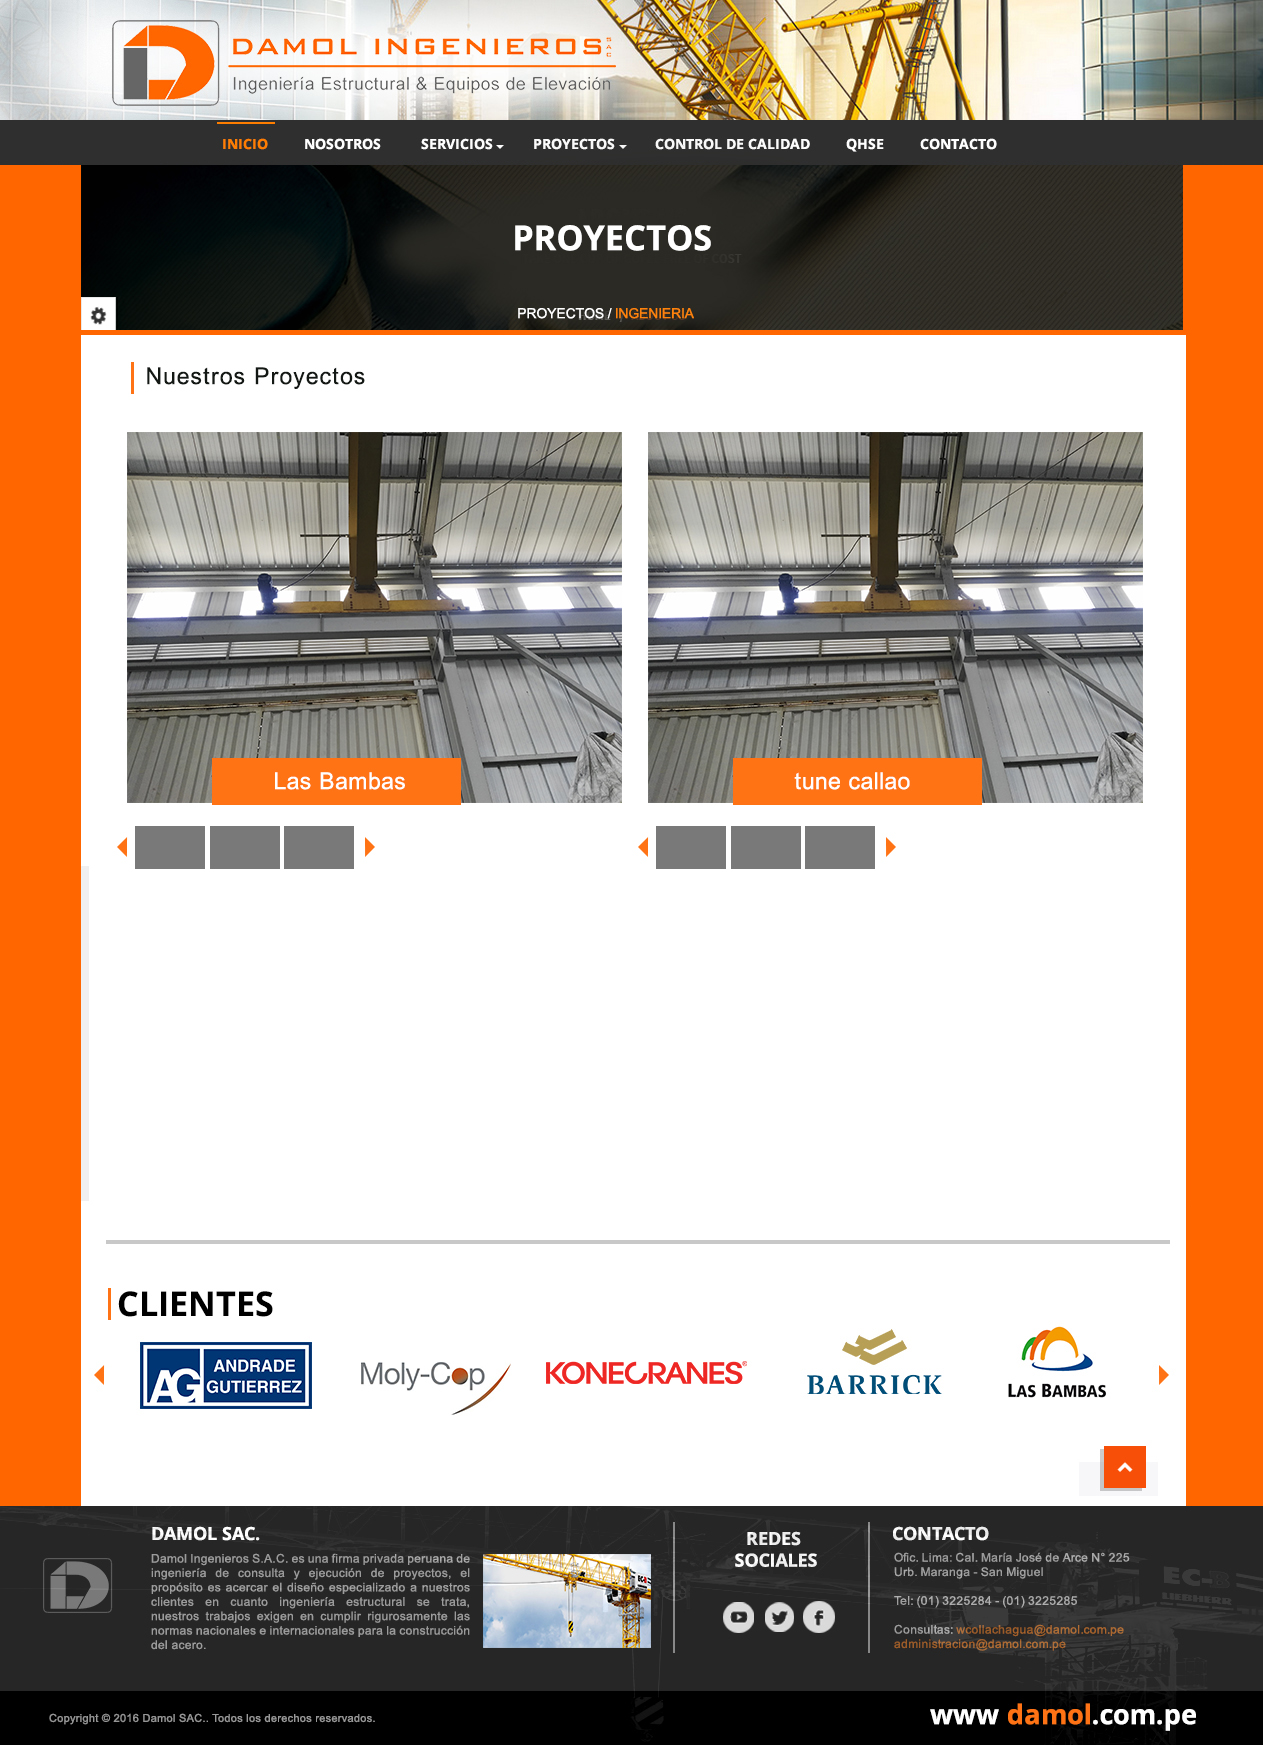 DAMOL INGENIEROS SAC
Ingeniería Estructural & Equipos de Elevación
INICIO NOSOTROS SERVICIOS PROYECTOS CONTROL DE CALIDAD QHSE CONTACTO
PROYECTOS
COST
PROYECTOS / INGENIERIA
Nuestros Proyectos
Las Bambas
tune callao
CLIENTES
AG ANDRADE GUTIERREZ
Moly-Cop
KONECRANES®
BARRICK
LAS BAMBAS
DAMOL SAC.
Damol Ingenieros S.A.C. es una firma privada peruana de
ingeniería de consulta y ejecución de proyectos, el
propósito es acercar el diseño especializado a nuestros
clientes en cuanto ingeniería estructural se trata,
nuestros trabajos exigen en cumplir rigurosamente las
normas nacionales e internacionales para la construcción
del acero.
REDES
SOCIALES
CONTACTO
Ofic. Lima: Cal. María José de Arce N° 225
Urb. Maranga - San Miguel
Tel: (01) 3225284 - (01) 3225285
Consultas: wcollachagua@damol.com.pe
administracion@damol.com.pe
LIEBHERR
Copyright © 2016 Damol SAC.. Todos los derechos reservados.
www damol.com.pe